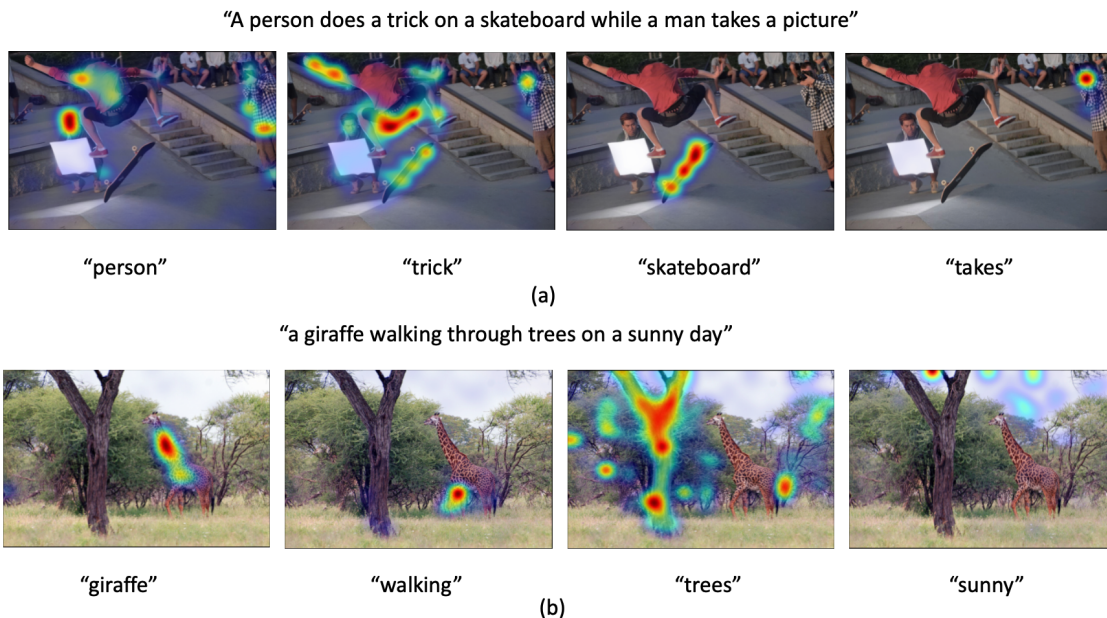 “A person does a trick on a skateboard while a man takes a picture”
“person” “trick” “skateboard” “takes”
(a)
“a giraffe walking through trees on a sunny day”
“giraffe” “walking” “trees” “sunny”
(b)